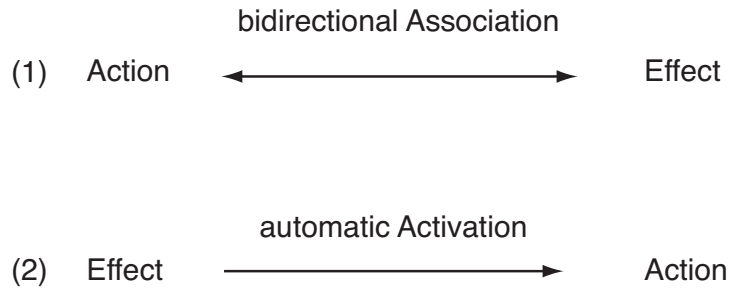 bidirectional Association
(1) Action Effect
automatic Activation
(2) Effect Action